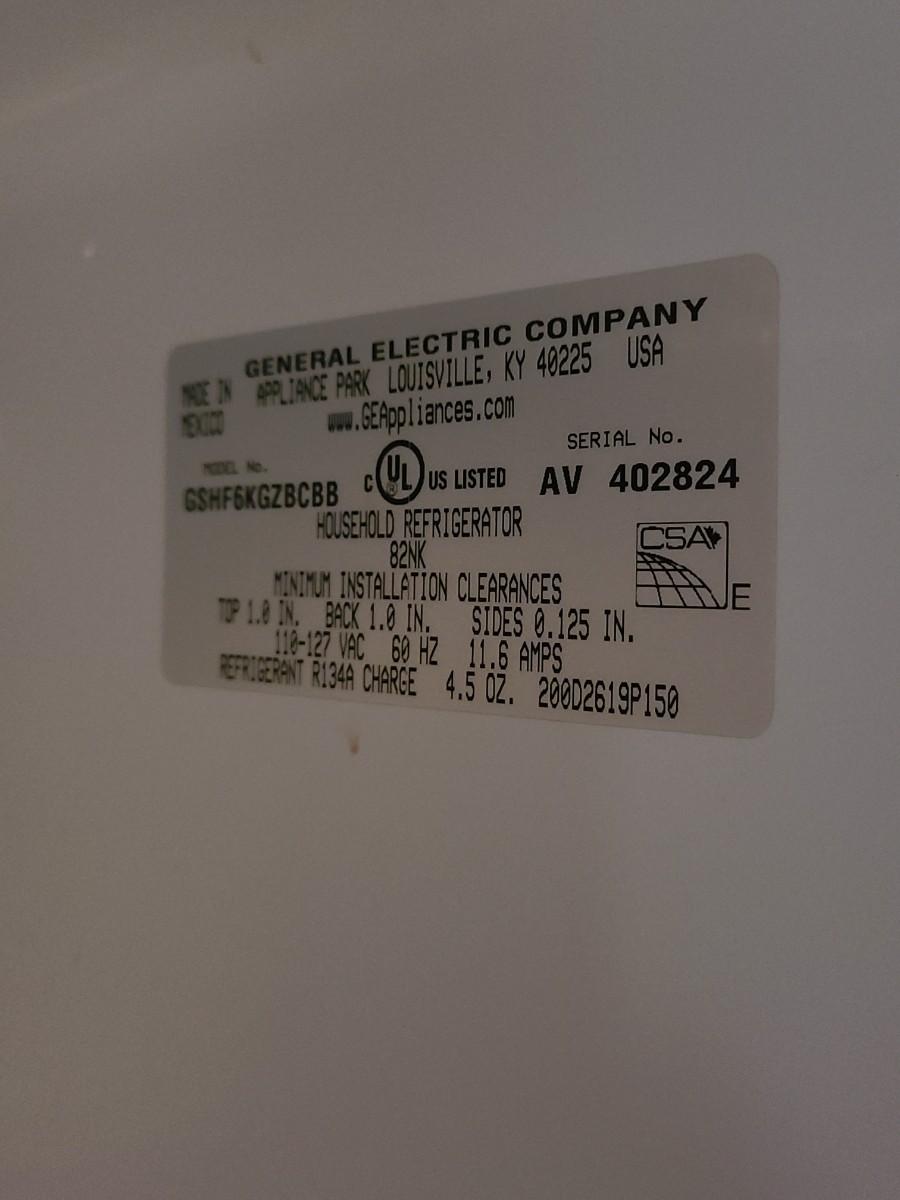 GENERAL ELECTRIC COMPANY
MADE IN APPLIANCE PARK LOUISVILLE, KY 40225 USA
MEXICO www.GEAppliances.com
MODEL No. SERIAL No.
GSHF6KGZBCBB C UL ® US LISTED AV 402824
HOUSEHOLD REFRIGERATOR
82NK
CSA E
MINIMUM INSTALLATION CLEARANCES
TOP 1.0 IN. BACK 1.0 IN. SIDES 0.125 IN.
110-127 VAC 60 HZ 11.6 AMPS
REFRIGERANT R134A CHARGE 4.5 OZ. 200D2619P150